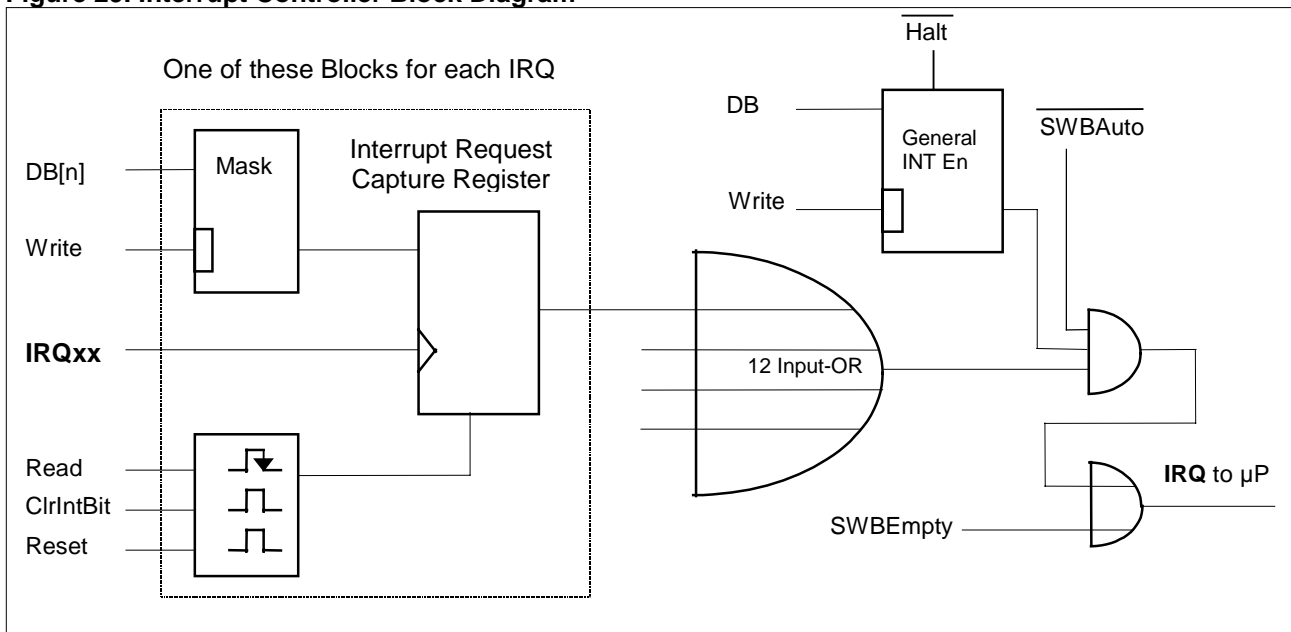 Figure Interrupt Controller Block Diagram
One of these Blocks for each IRQ
Halt
DB
General
INT En
SWBAuto
Write
DB[n]
Mask
Interrupt Request
Capture Register
Write
IRQxx
12 Input-OR
Read
ClrIntBit
Reset
SWBEmpty
IRQ to µP